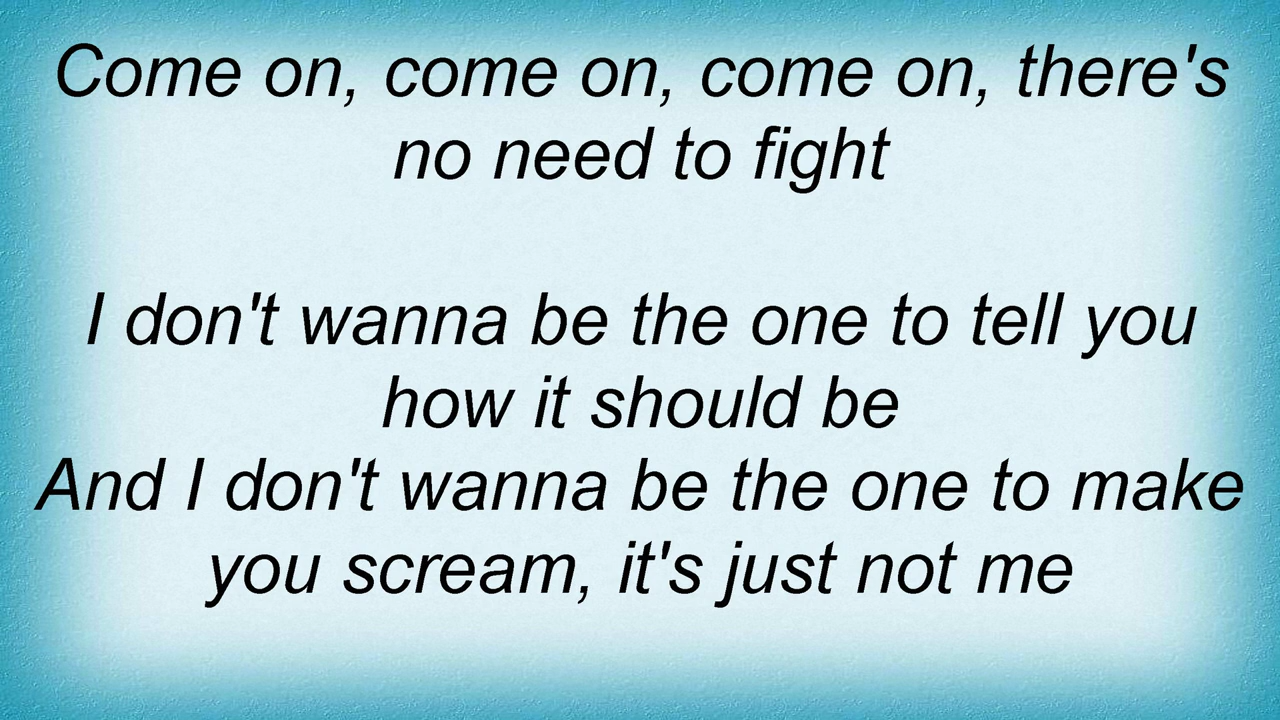 Come on, come on, come on, there's
no need to fight
I don't wanna be the one to tell you
how it should be
And I don't wanna be the one to make
you scream, it's just not me